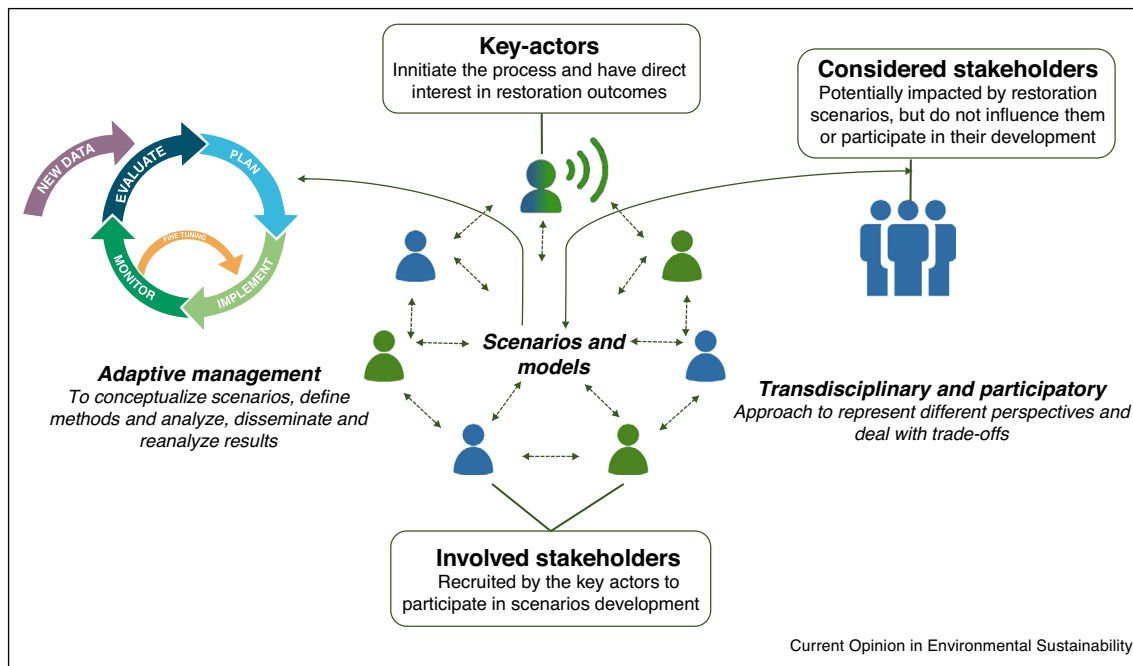 Key-actors
Innitiate the process and have direct
interest in restoration outcomes
Considered stakeholders
Potentially impacted by restoration
scenarios, but do not influence them
or participate in their development
NEW DATA
EVALUATE
PLAN
FINE TUNING
MONITOR
IMPLEMENT
Scenarios and
models
Adaptive management
To conceptualize scenarios, define
methods and analyze, disseminate and
reanalyze results
Transdisciplinary and participatory
Approach to represent different perspectives and
deal with trade-offs
Involved stakeholders
Recruited by the key actors to
participate in scenarios development
Current Opinion in Environmental Sustainability